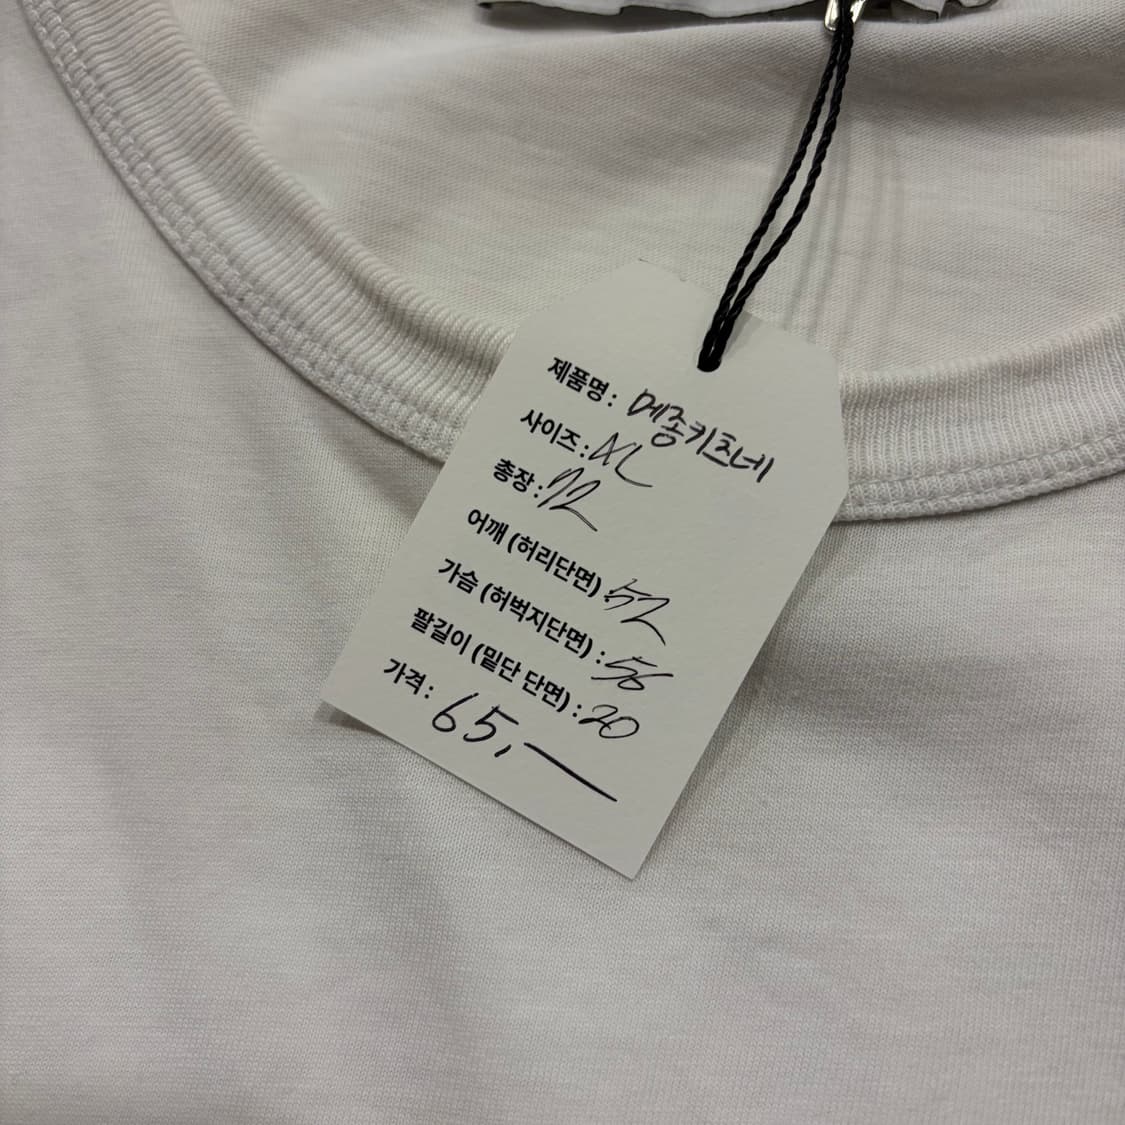 제품명: 메종키츠네
사이즈: XL
총장: 72
어깨 (허리단면) 52
가슴 (허벅지단면) : 56
팔길이 (밑단 단면) : 20
가격: 65,—